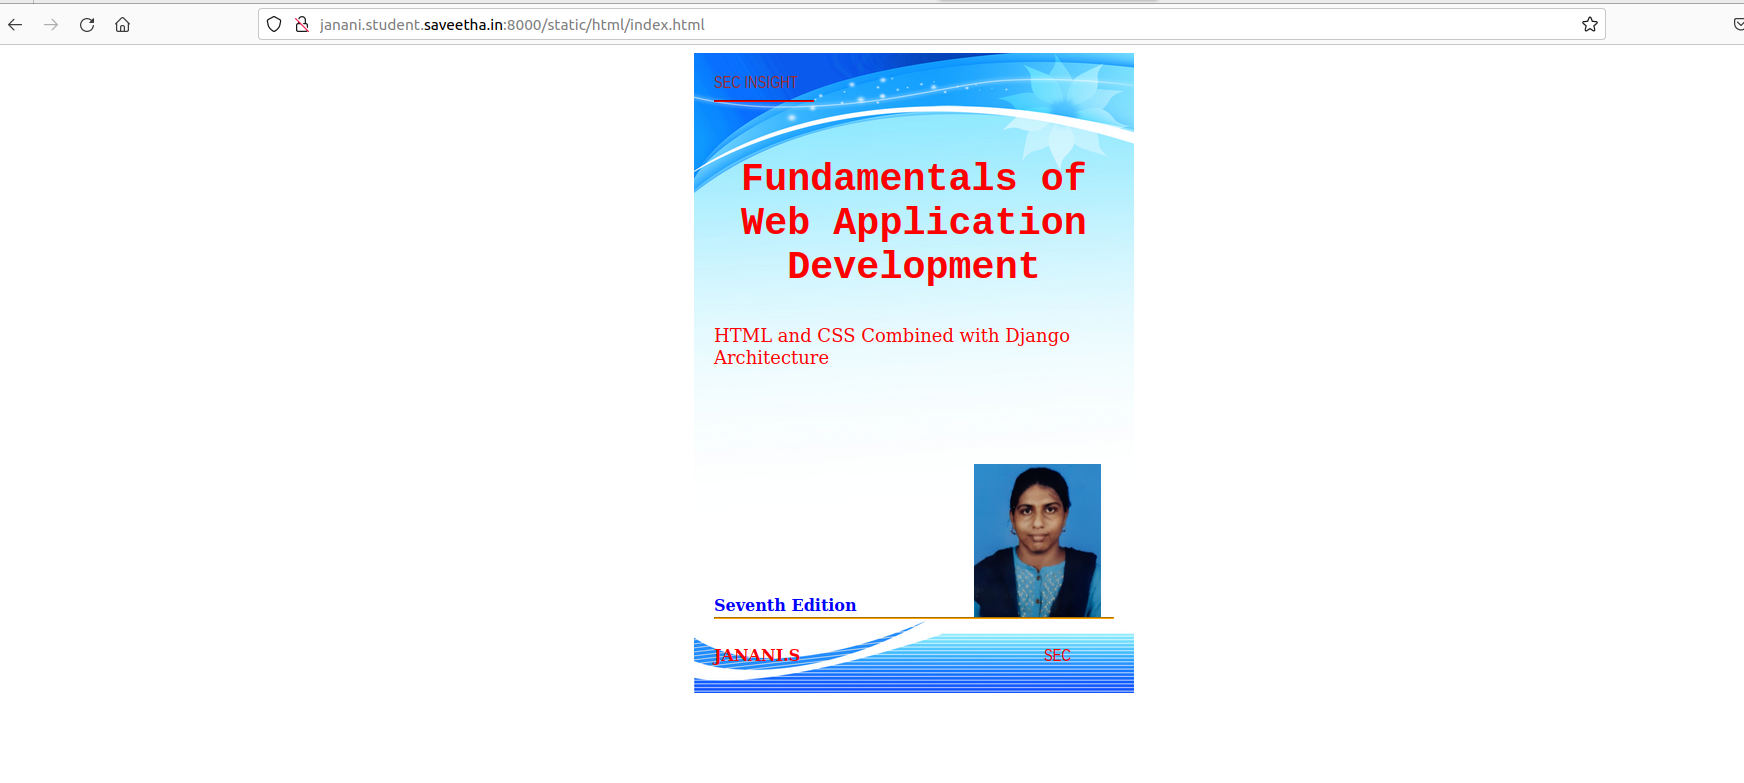 janani.student.saveetha.in:8000/static/html/index.html
SEC INSIGHT
Fundamentals of
Web Application
Development
HTML and CSS Combined with Django
Architecture
Seventh Edition
JANANI.S SEC